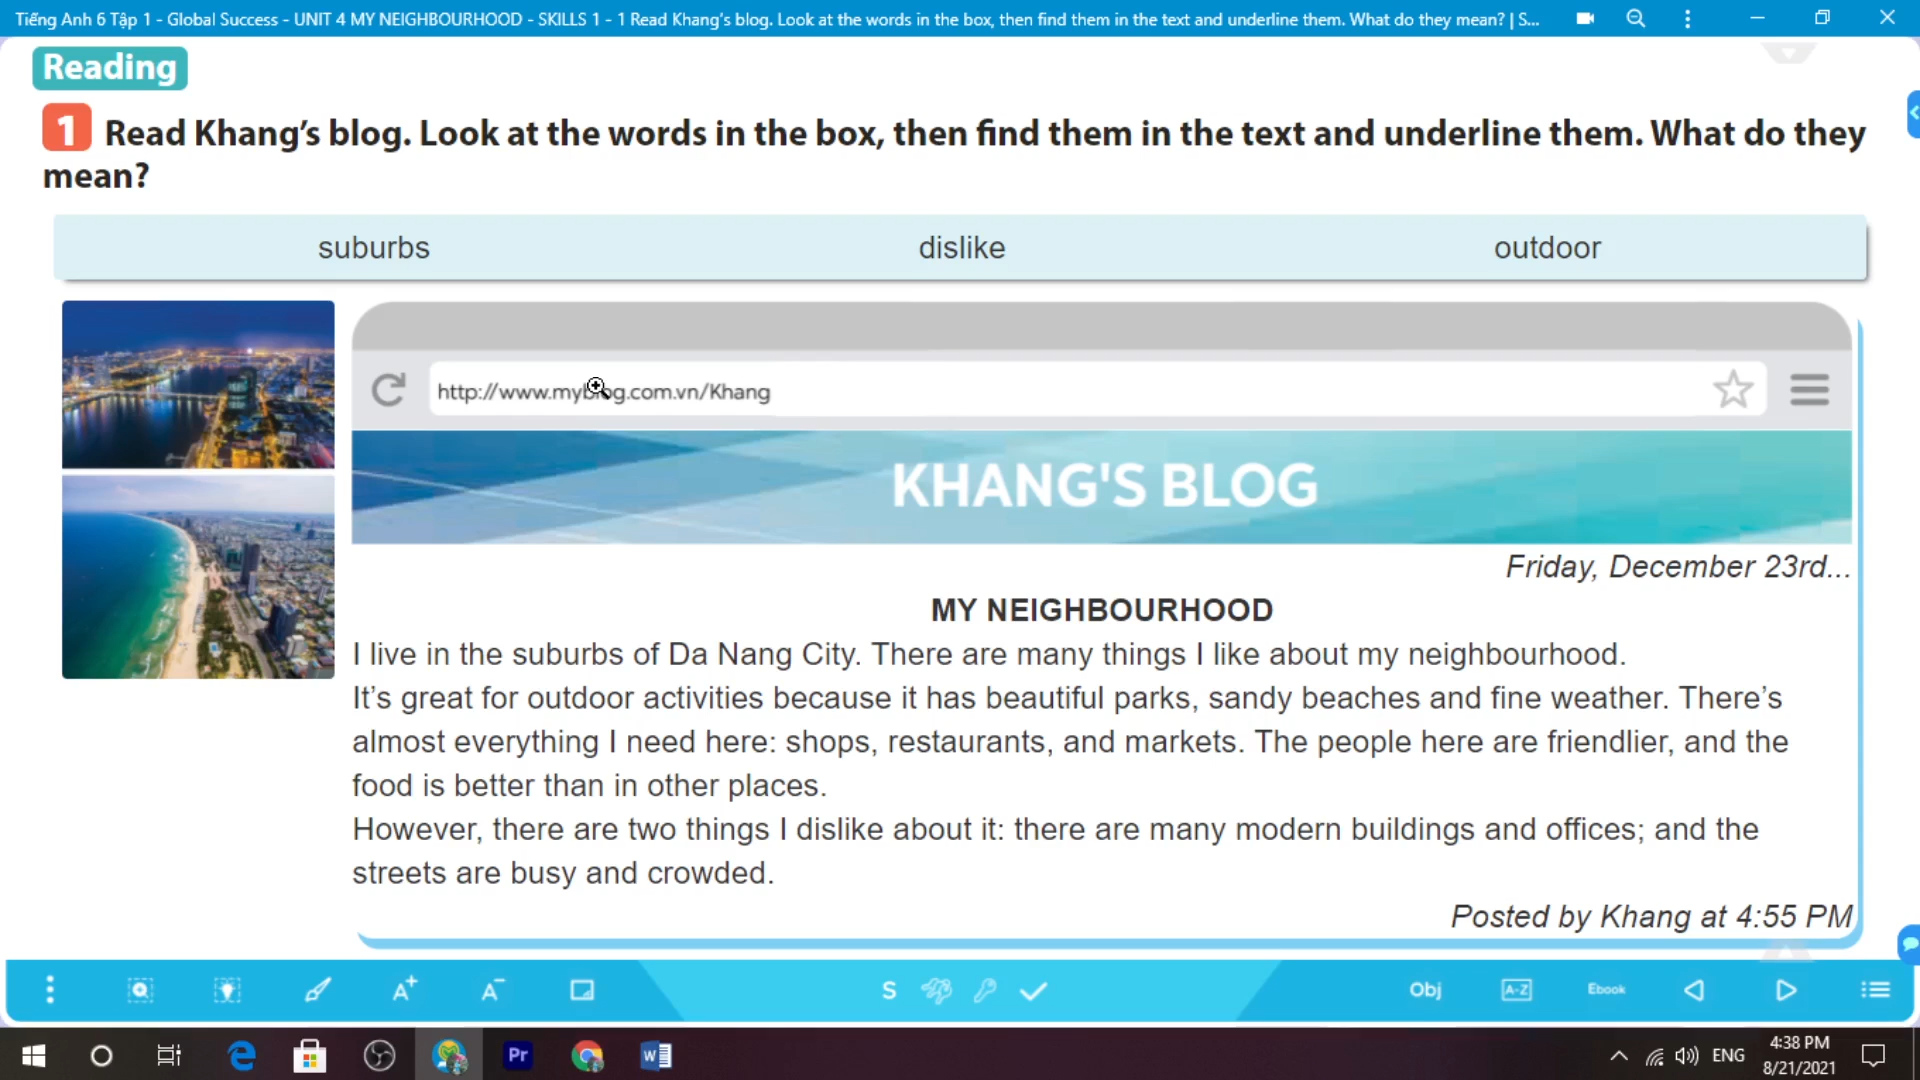 Tiếng Anh 6 Tập 1 - Global Success - UNIT 4 MY NEIGHBOURHOOD - SKILLS 1 - 1 Read Khang's blog. Look at the words in the box, then find them in the text and underline them. What do they mean? | S...
Reading
1 Read Khang's blog. Look at the words in the box, then find them in the text and underline them. What do they
mean?
suburbs dislike outdoor
http://www.myblog.com.vn/Khang
KHANG'S BLOG
Friday, December 23rd...
MY NEIGHBOURHOOD
I live in the suburbs of Da Nang City. There are many things I like about my neighbourhood.
It's great for outdoor activities because it has beautiful parks, sandy beaches and fine weather. There's
almost everything I need here: shops, restaurants, and markets. The people here are friendlier, and the
food is better than in other places.
However, there are two things I dislike about it: there are many modern buildings and offices; and the
streets are busy and crowded.
Posted by Khang at 4:55 PM
A+ A- S Obj A-Z Ebook
Pr W ENG 4:38 PM
8/21/2021